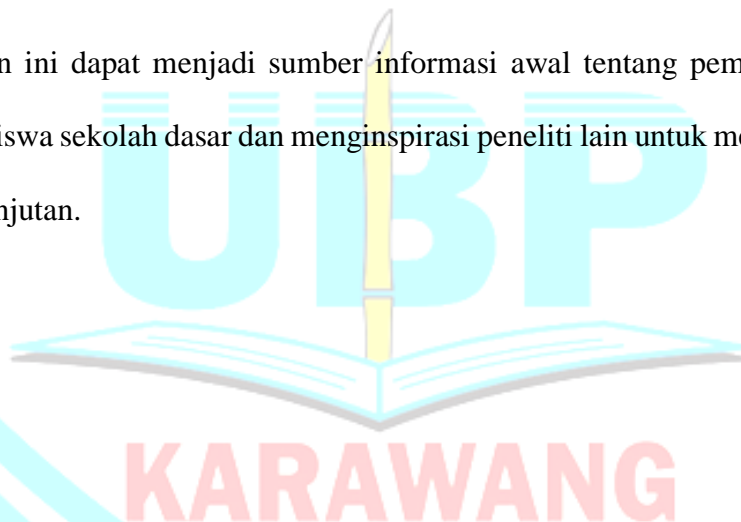 n ini dapat menjadi sumber informasi awal tentang pem
iswa sekolah dasar dan menginspirasi peneliti lain untuk me
njutan.
UBP
KARAWANG